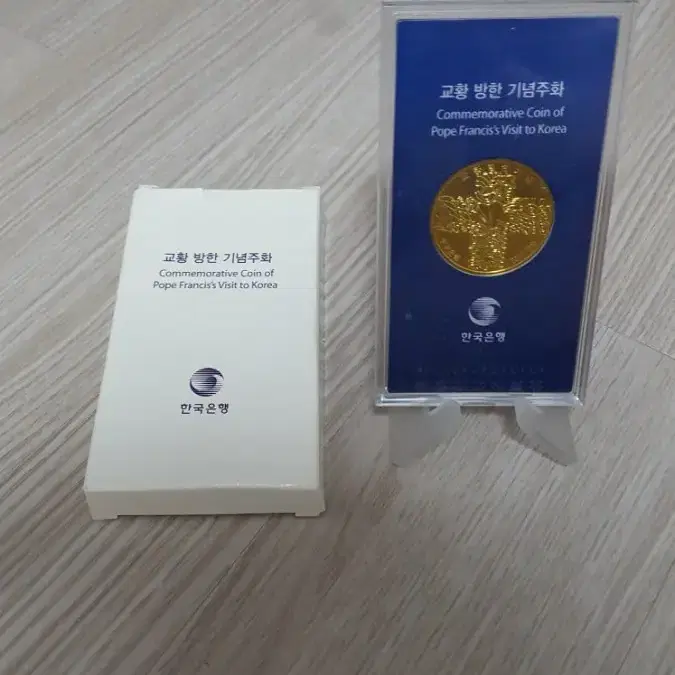 교황 방한 기념주화
Commemorative Coin of
Pope Francis's Visit to Korea
한국은행
교황 방한 기념주화
Commemorative Coin of
Pope Francis's Visit to Korea
한국은행